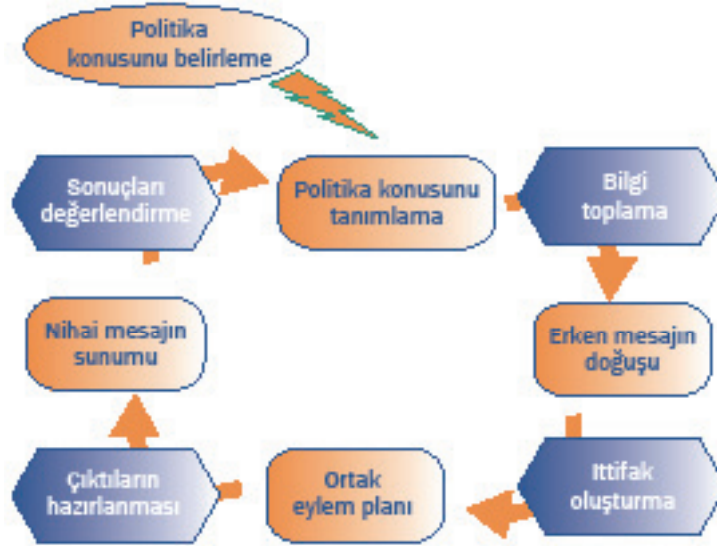 Politika
konusunu belirleme
Sonuçları
değerlendirme
Politika konusunu
tanımlama
Bilgi
toplama
Nihai mesajın
sunumu
Erken mesajın
doğuşu
Çıktıların
hazırlanması
Ortak
eylem planı
Ittifak
oluşturma